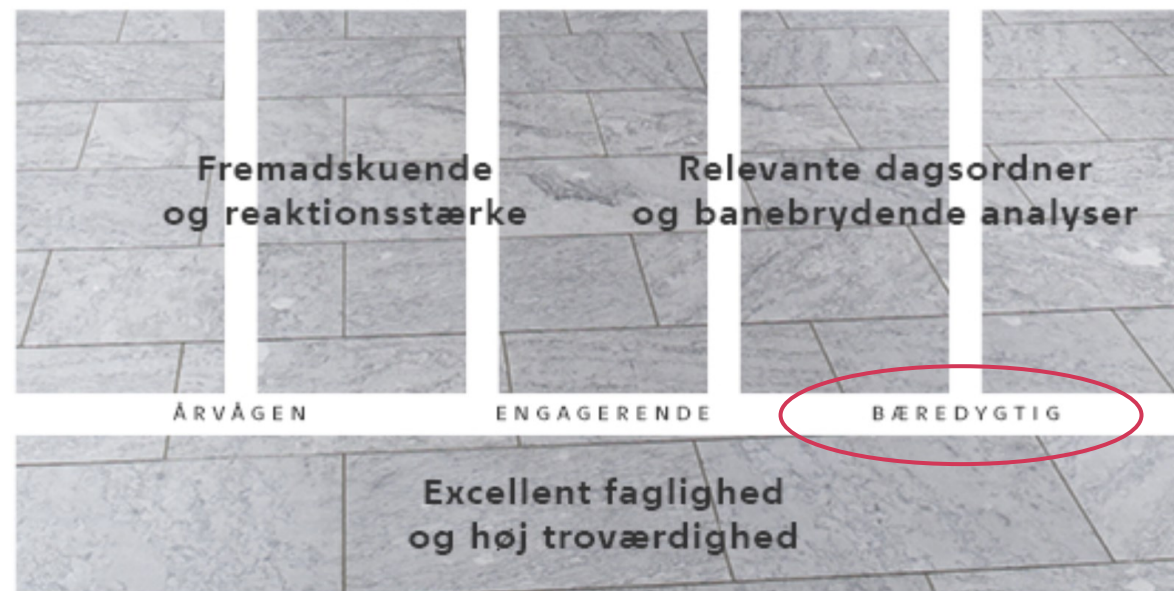 Fremadskuende
og reaktionsstærke
Relevante dagsordner
og banebrydende analyser
ÅRVÅGEN
ENGAGERENDE
BÆREDYGTIG
Excellent faglighed
og høj troværdighed